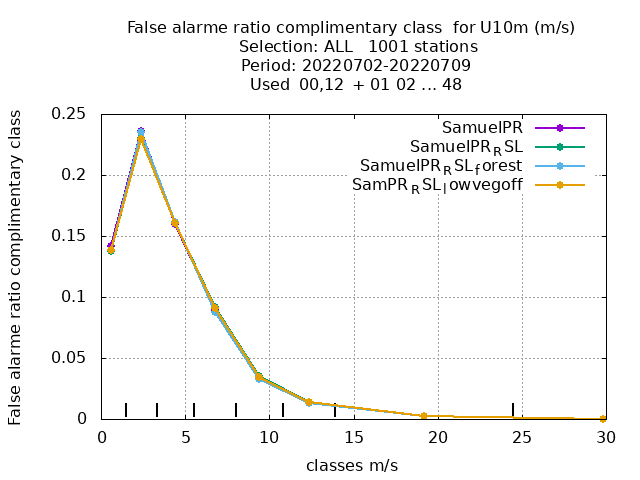 False alarme ratio complimentary class  for U10m (m/s)
Selection: ALL   1001 stations
Period: 20220702-20220709
Used  00,12  + 01 02 ... 48
SamuelPR
SamuelPR_RSL
SamuelPR_RSL_forest
SamPR_RSL_lowvegoff
False alarme ratio complimentary class
0.25
0.2
0.15
0.1
0.05
0
0 5 10 15 20 25 30
classes m/s